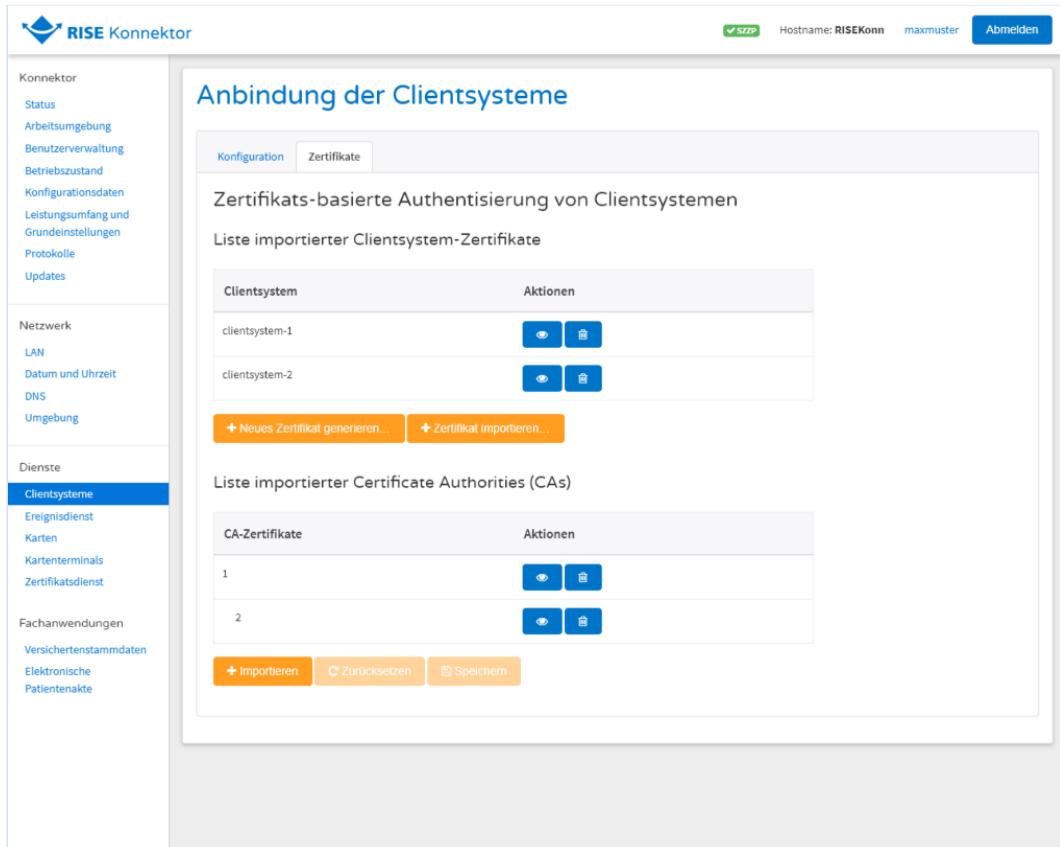 RISE Konnektor
SZZP
Hostname: RISEKonn
maxmuster
Abmelden
Konnektor
Status
Arbeitsumgebung
Benutzerverwaltung
Betriebszustand
Konfigurationsdaten
Leistungsumfang und
Grundeinstellungen
Protokolle
Updates
Netzwerk
LAN
Datum und Uhrzeit
DNS
Umgebung
Dienste
Clientsysteme
Ereignisdienst
Karten
Kartenterminals
Zertifikatsdienst
Fachanwendungen
Versichertenstammdaten
Elektronische
Patientenakte
Anbindung der Clientsysteme
Konfiguration
Zertifikate
Zertifikats-basierte Authentisierung von Clientsystemen
Liste importierter Clientsystem-Zertifikate
Clientsystem Aktionen
clientsystem-1
clientsystem-2
Neues Zertifikat generieren...
Zertifikat importieren...
Liste importierter Certificate Authorities (CAs)
CA-Zertifikate Aktionen
1
2
Importieren
Zurücksetzen
Speichern